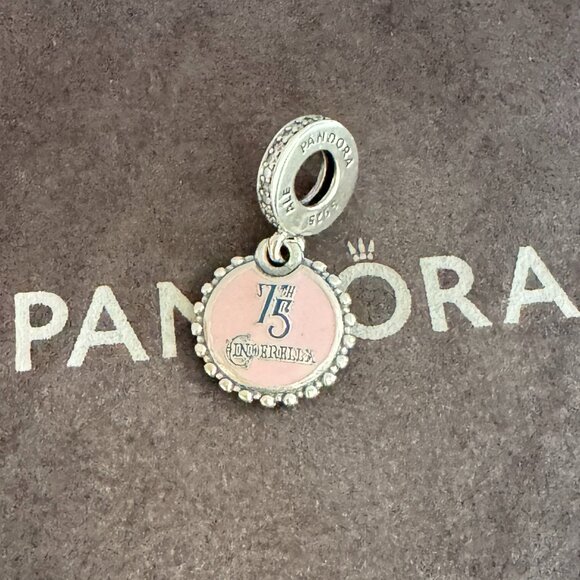 PANDORA
ALE
S925
75TH
CINDERELLA
PANDORA